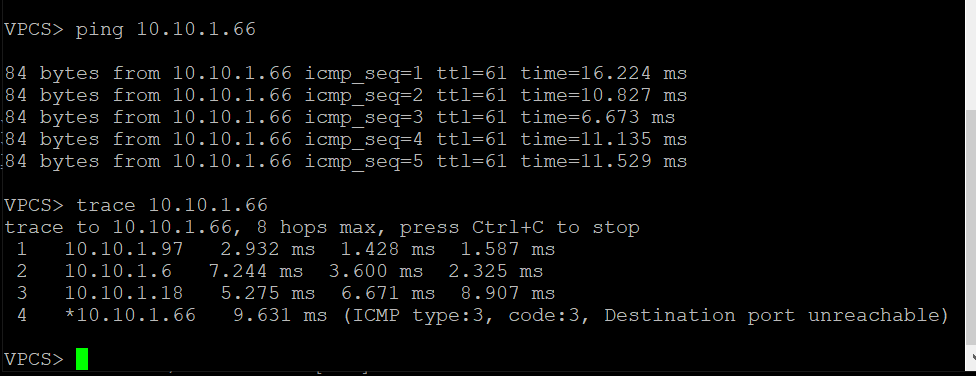 VPCS> ping 10.10.1.66
84 bytes from 10.10.1.66 icmp_seq=1 ttl=61 time=16.224 ms
84 bytes from 10.10.1.66 icmp_seq=2 ttl=61 time=10.827 ms
84 bytes from 10.10.1.66 icmp_seq=3 ttl=61 time=6.673 ms
84 bytes from 10.10.1.66 icmp_seq=4 ttl=61 time=11.135 ms
84 bytes from 10.10.1.66 icmp_seq=5 ttl=61 time=11.529 ms
VPCS> trace 10.10.1.66
trace to 10.10.1.66, 8 hops max, press Ctrl+C to stop
1 10.10.1.97 2.932 ms 1.428 ms 1.587 ms
2 10.10.1.6 7.244 ms 3.600 ms 2.325 ms
3 10.10.1.18 5.275 ms 6.671 ms 8.907 ms
4 *10.10.1.66 9.631 ms (ICMP type:3, code:3, Destination port unreachable)
VPCS>